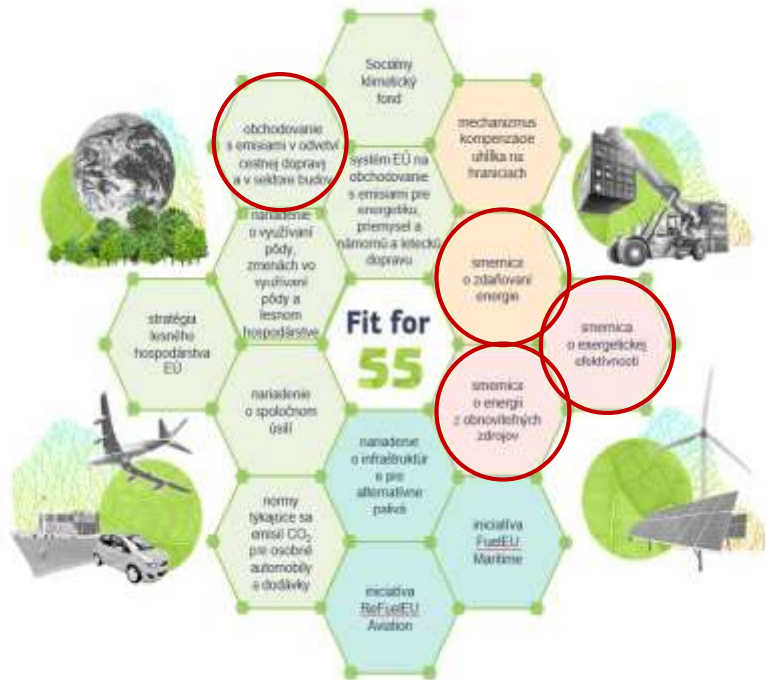 Sociálny
klimatický
fond
obchodovanie
s emisiami v odvetví
cestnej dopravy
a v sektore budov
mechanizmus
kompenzácie
uhlíka na
hraniciach
systém EÚ na
obchodovanie
s emisiami pre
energetiku,
priemysel a
námornú a leteckú
dopravu
nariadenie
o využívaní
pôdy,
zmenách vo
využívaní
pôdy a
lesnom
hospodárstve
smernica
o zdaňovaní
energie
stratégia
lesného
hospodárstva
EÚ
Fit for
55
smernica
o energetickej
efektívnosti
nariadenie
o spoločnom
úsilí
smernica
o energii
z obnoviteľných
zdrojov
nariadenie
o infraštruktúr
e pre
alternatívne
palivá
normy
týkajúce sa
emisií CO₂
pre osobné
automobily
a dodávky
iniciatíva
FuelEU
Maritime
iniciatíva
ReFuelEU
Aviation